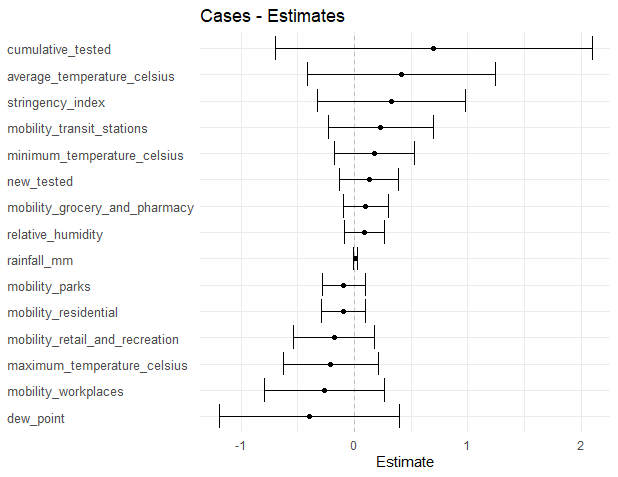 Cases - Estimates
cumulative_tested
average_temperature_celsius
stringency_index
mobility_transit_stations
minimum_temperature_celsius
new_tested
mobility_grocery_and_pharmacy
relative_humidity
rainfall_mm
mobility_parks
mobility_residential
mobility_retail_and_recreation
maximum_temperature_celsius
mobility_workplaces
dew_point
-1 0 1 2
Estimate